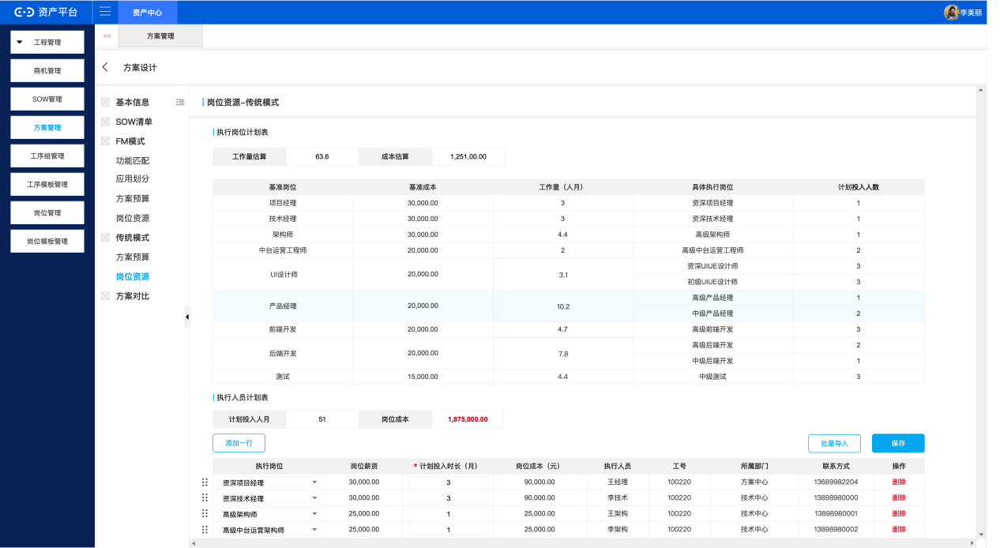 资产平台 资产中心 李美丽
方案管理
方案设计
工程管理
商机管理
SOW管理
方案管理
工序组管理
工序模板管理
岗位管理
岗位模板管理
基本信息
SOW清单
FM模式
功能匹配
应用划分
方案预算
岗位资源
传统模式
方案预算
岗位资源
方案对比
岗位资源–传统模式
执行岗位计划表
工作量估算 63.6 成本估算 1,251,00.00
基准岗位 基准成本 工作量（人月） 具体执行岗位 计划投入人数
项目经理 30,000.00 3 资深项目经理 1
技术经理 30,000.00 3 资深技术经理 1
架构师 30,000.00 4.4 高级架构师 1
中台运营工程师 20,000.00 2 高级中台运营工程师 2
UI设计师 20,000.00 3.1 资深UIUE设计师 3
初级UIUE设计师 3
产品经理 20,000.00 10.2 高级产品经理 1
中级产品经理 2
前端开发 20,000.00 4.7 高级前端开发 3
后端开发 20,000.00 7.8 高级后端开发 2
中级后端开发 1
测试 15,000.00 4.4 中级测试 3
执行人员计划表
计划投入人月 51 岗位成本 1,875,000.00
添加一行 批量导入 保存
执行岗位 岗位薪资 * 计划投入时长（月） 岗位成本（元） 执行人员 工号 所属部门 联系方式 操作
资深项目经理 30,000.00 3 90,000.00 王经理 100220 方案中心 13689982204 删除
资深技术经理 30,000.00 3 90,000.00 李技术 100220 技术中心 13898980000 删除
高级架构师 25,000.00 1 25,000.00 王架构 100220 技术中心 13898980001 删除
高级中台运营架构师 25,000.00 1 25,000.00 李架构 100220 技术中心 13898980002 删除